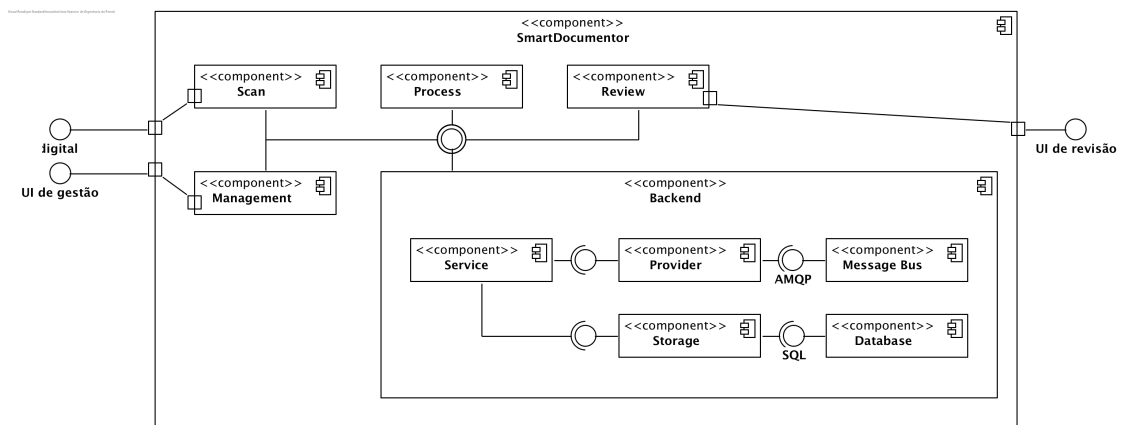 <<component>>
SmartDocumentor
<<component>>
Scan
<<component>>
Process
<<component>>
Review
digital
UI de gestão
UI de revisão
<<component>>
Management
<<component>>
Backend
<<component>>
Service
<<component>>
Provider
AMQP
<<component>>
Message Bus
<<component>>
Storage
SQL
<<component>>
Database